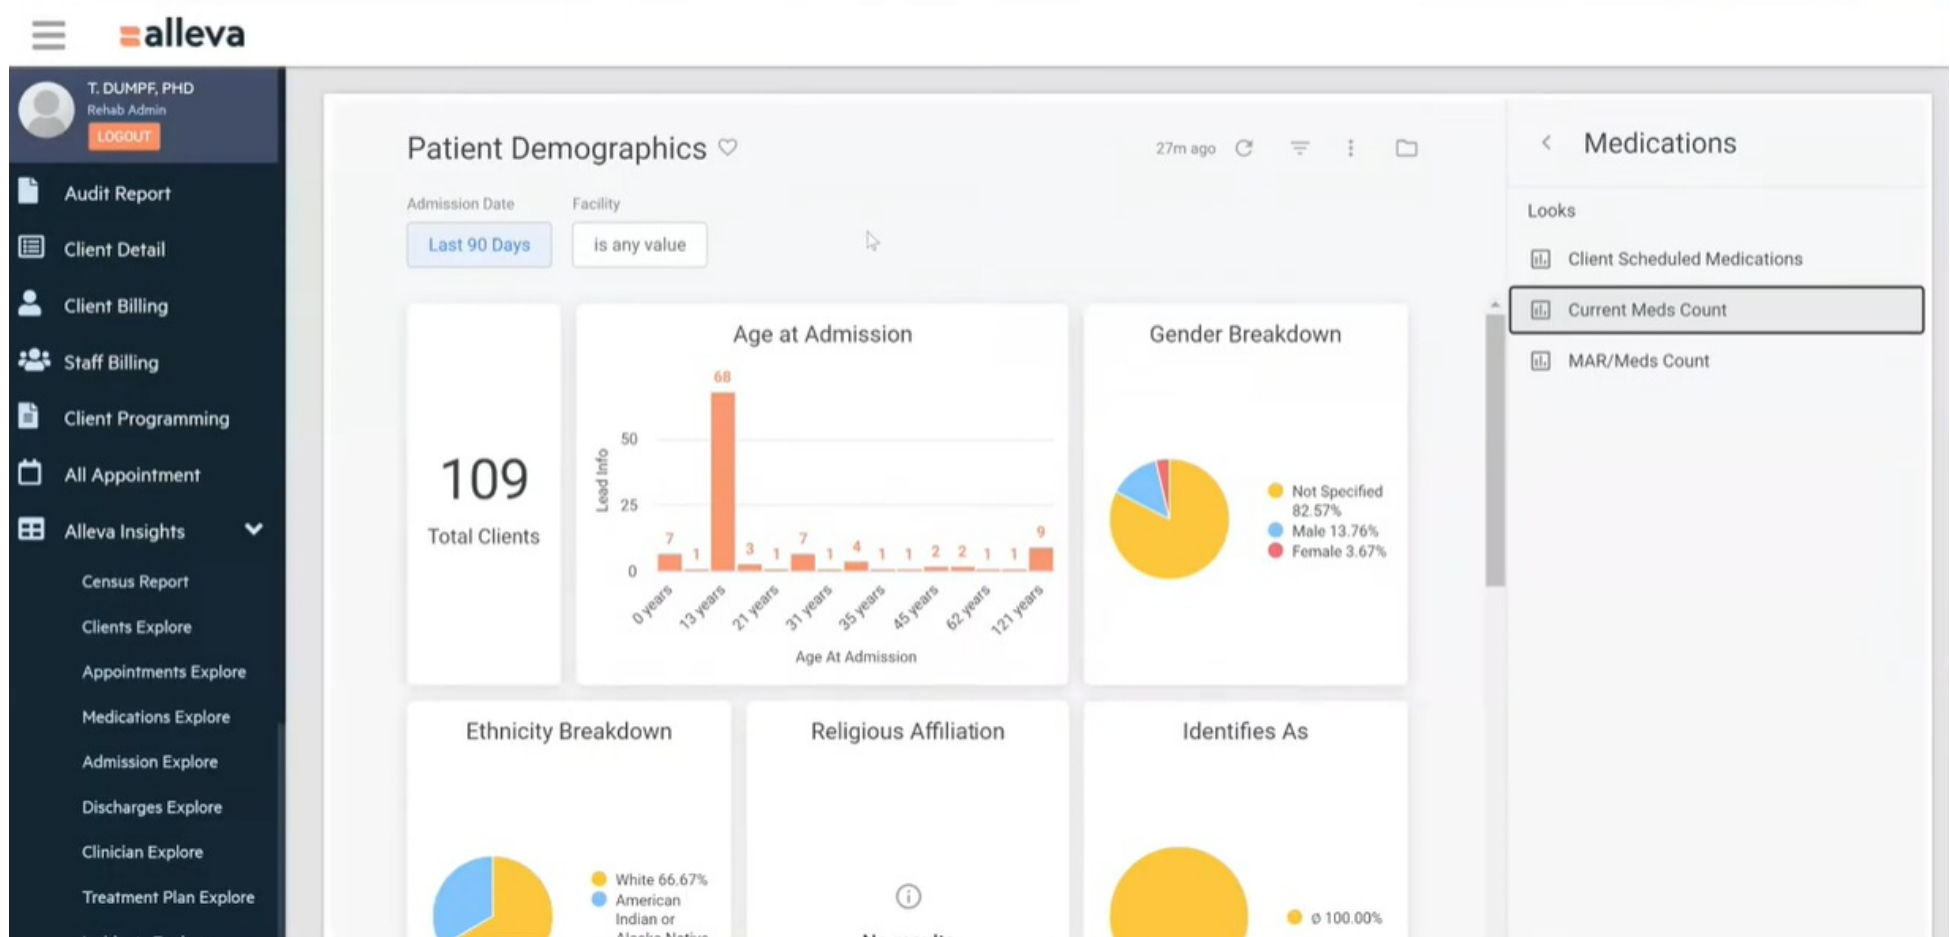 alleva
T. DUMPF, PHD
Rehab Admin
LOGOUT
Audit Report
Client Detail
Client Billing
Staff Billing
Client Programming
All Appointment
Alleva Insights
Census Report
Clients Explore
Appointments Explore
Medications Explore
Admission Explore
Discharges Explore
Clinician Explore
Treatment Plan Explore
Patient Demographics
27m ago
Admission Date
Facility
Last 90 Days
is any value
109
Total Clients
Age at Admission
68
50
25
0
Lead Info
7
1
3
1
7
1
4
1
1
2
2
1
1
9
0 years
13 years
21 years
31 years
35 years
45 years
62 years
121 years
Age At Admission
Gender Breakdown
Not Specified
82.57%
Male 13.76%
Female 3.67%
Ethnicity Breakdown
White 66.67%
American
Indian or
Religious Affiliation
Identifies As
ø 100.00%
Medications
Looks
Client Scheduled Medications
Current Meds Count
MAR/Meds Count